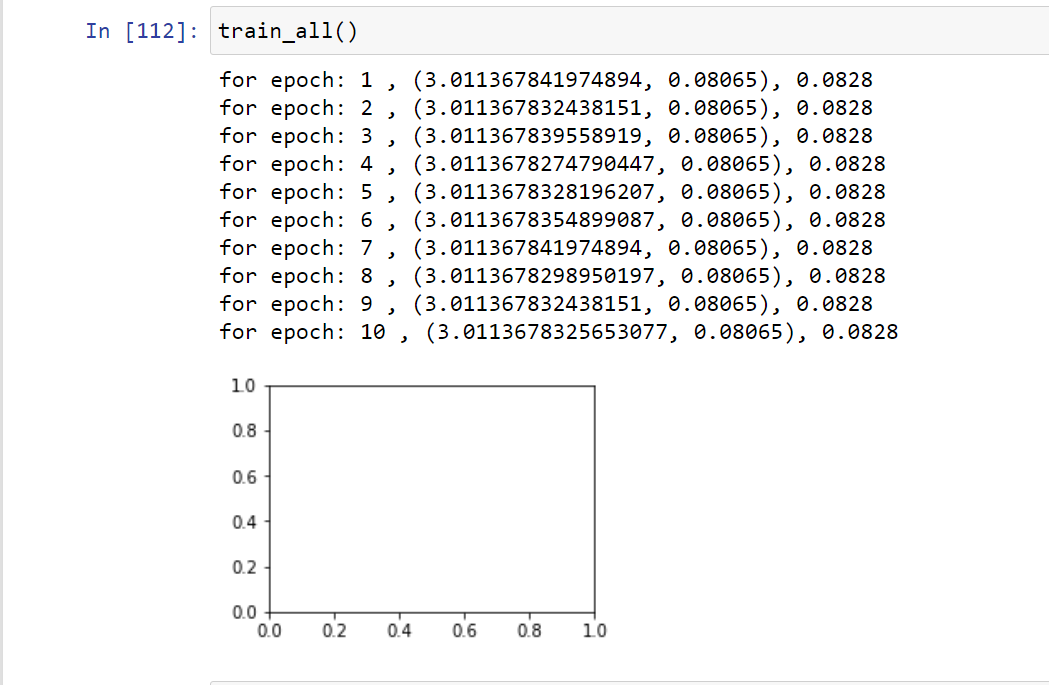 In [112]: train_all()
for epoch: 1 , (3.011367841974894, 0.08065), 0.0828
for epoch: 2 , (3.011367832438151, 0.08065), 0.0828
for epoch: 3 , (3.011367839558919, 0.08065), 0.0828
for epoch: 4 , (3.0113678274790447, 0.08065), 0.0828
for epoch: 5 , (3.0113678328196207, 0.08065), 0.0828
for epoch: 6 , (3.0113678354899087, 0.08065), 0.0828
for epoch: 7 , (3.011367841974894, 0.08065), 0.0828
for epoch: 8 , (3.0113678298950197, 0.08065), 0.0828
for epoch: 9 , (3.011367832438151, 0.08065), 0.0828
for epoch: 10 , (3.0113678325653077, 0.08065), 0.0828
1.0
0.8
0.6
0.4
0.2
0.0
0.0 0.2 0.4 0.6 0.8 1.0